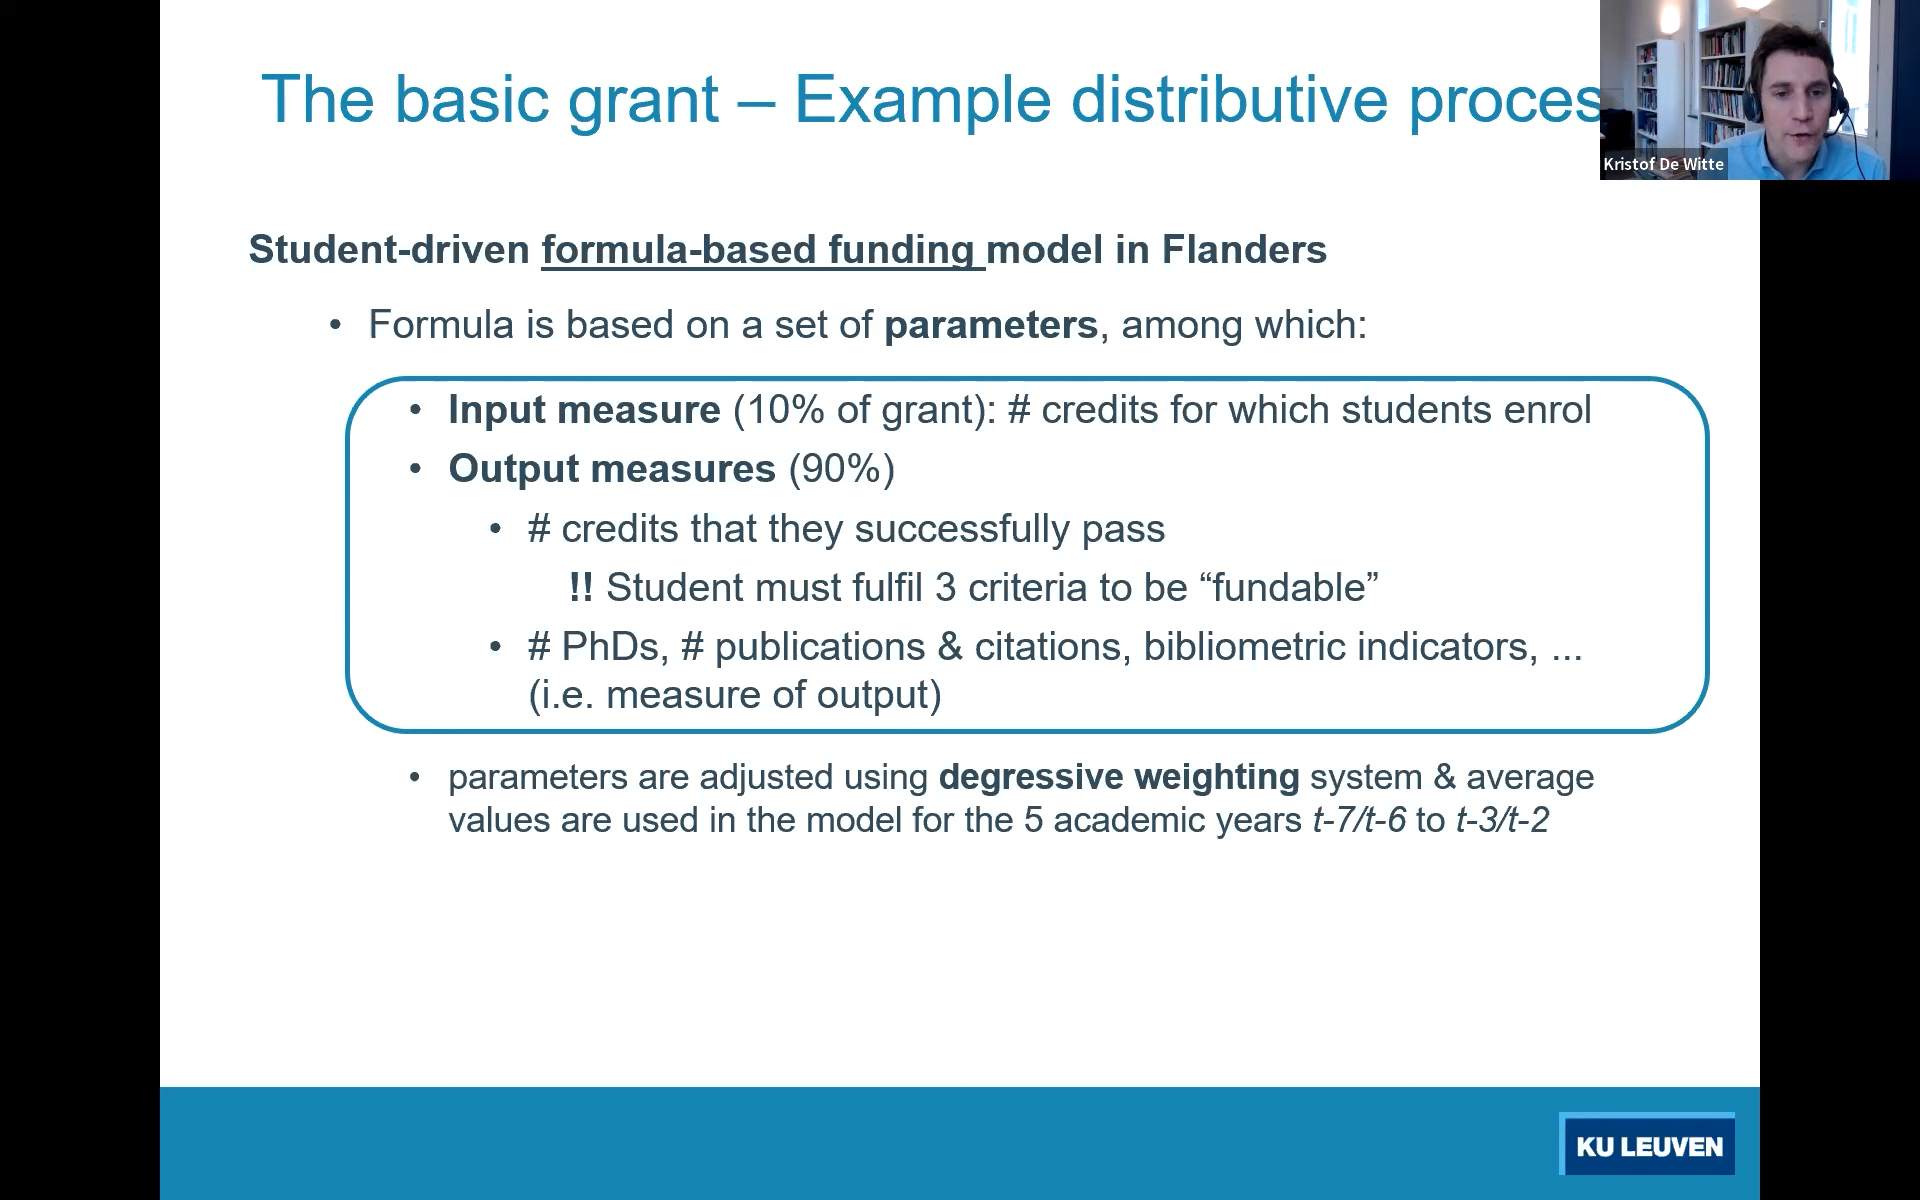 The basic grant – Example distributive proces
Kristof De Witte
Student-driven formula-based funding model in Flanders
• Formula is based on a set of parameters, among which:
• Input measure (10% of grant): # credits for which students enrol
• Output measures (90%)
• # credits that they successfully pass
!! Student must fulfil 3 criteria to be “fundable”
• # PhDs, # publications & citations, bibliometric indicators, ...
(i.e. measure of output)
• parameters are adjusted using degressive weighting system & average
values are used in the model for the 5 academic years t-7/t-6 to t-3/t-2
KU LEUVEN